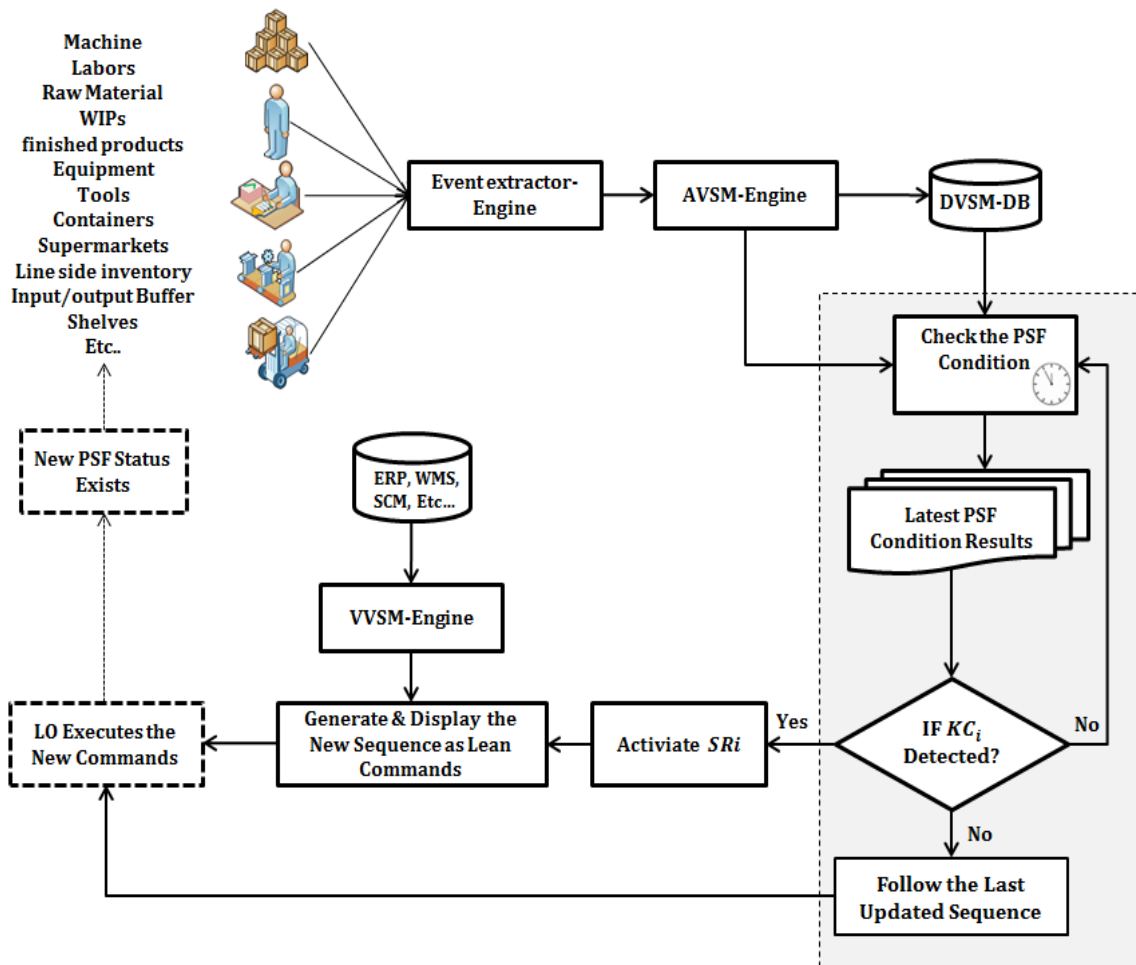 Machine
Labors
Raw Material
WIPs
finished products
Equipment
Tools
Containers
Supermarkets
Line side inventory
Input/output Buffer
Shelves
Etc..
Event extractor-
Engine
AVSM-Engine
DVSM-DB
Check the PSF
Condition
New PSF Status
Exists
ERP, WMS,
SCM, Etc...
Latest PSF
Condition Results
VVSM-Engine
LO Executes the
New Commands
Generate & Display the
New Sequence as Lean
Commands
Activiate SRi
Yes
IF KCᵢ
Detected?
No
No
Follow the Last
Updated Sequence